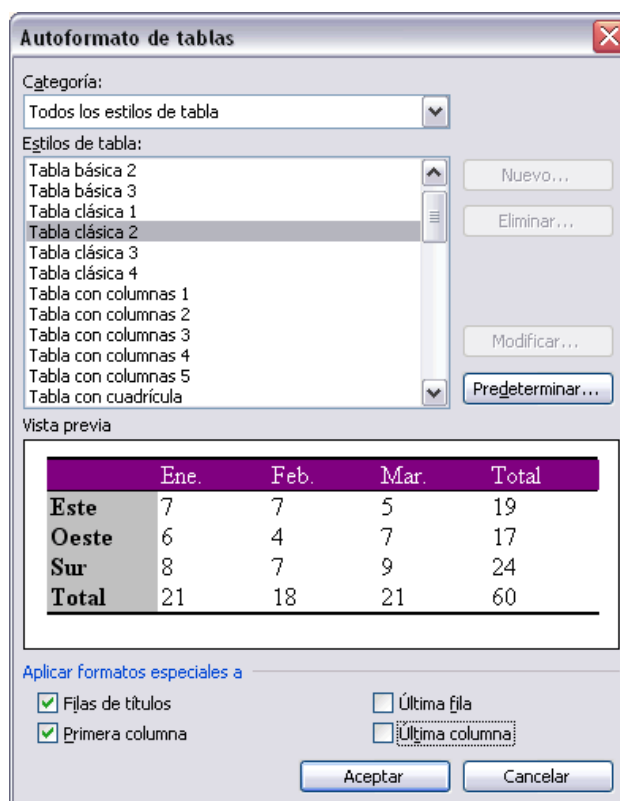 Autoformato de tablas
Categoría:
Todos los estilos de tabla
Estilos de tabla:
Tabla básica 2
Tabla básica 3
Tabla clásica 1
Tabla clásica 2
Tabla clásica 3
Tabla clásica 4
Tabla con columnas 1
Tabla con columnas 2
Tabla con columnas 3
Tabla con columnas 4
Tabla con columnas 5
Tabla con cuadrícula
Nuevo...
Eliminar...
Modificar...
Predeterminar...
Vista previa
Ene. Feb. Mar. Total
Este 7 7 5 19
Oeste 6 4 7 17
Sur 8 7 9 24
Total 21 18 21 60
Aplicar formatos especiales a
Filas de títulos Última fila
Primera columna Última columna
Aceptar Cancelar